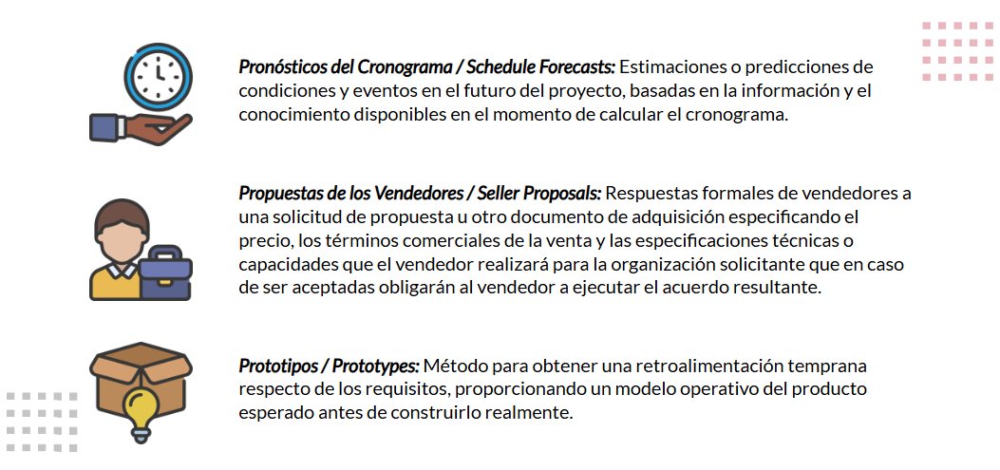 Pronósticos del Cronograma / Schedule Forecasts: Estimaciones o predicciones de
condiciones y eventos en el futuro del proyecto, basadas en la información y el
conocimiento disponibles en el momento de calcular el cronograma.
Propuestas de los Vendedores / Seller Proposals: Respuestas formales de vendedores a
una solicitud de propuesta u otro documento de adquisición especificando el
precio, los términos comerciales de la venta y las especificaciones técnicas o
capacidades que el vendedor realizará para la organización solicitante que en caso
de ser aceptadas obligarán al vendedor a ejecutar el acuerdo resultante.
Prototipos / Prototypes: Método para obtener una retroalimentación temprana
respecto de los requisitos, proporcionando un modelo operativo del producto
esperado antes de construirlo realmente.